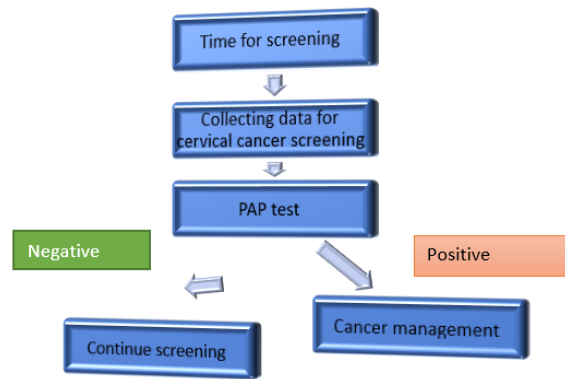 Time for screening
Collecting data for
cervical cancer screening
PAP test
Negative
Positive
Cancer management
Continue screening